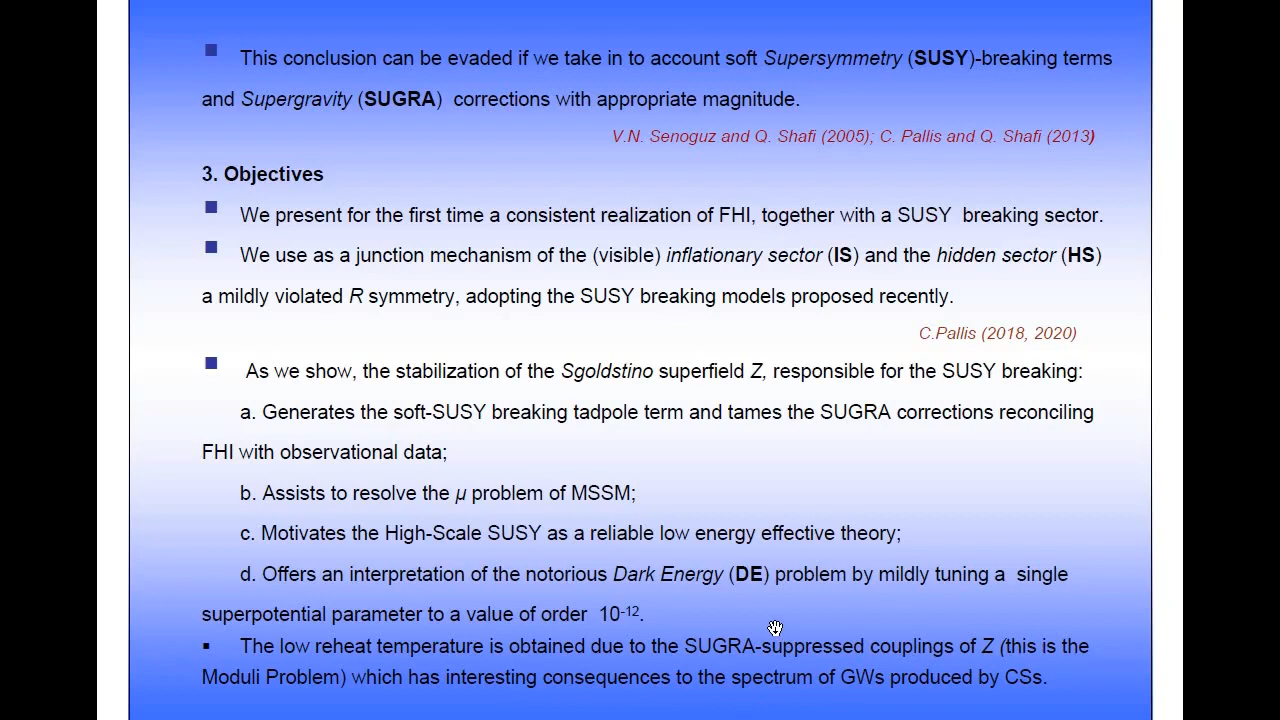 ▪ This conclusion can be evaded if we take in to account soft Supersymmetry (SUSY)-breaking terms
and Supergravity (SUGRA) corrections with appropriate magnitude.
V.N. Senoguz and Q. Shafi (2005); C. Pallis and Q. Shafi (2013)
3. Objectives
▪ We present for the first time a consistent realization of FHI, together with a SUSY breaking sector.
▪ We use as a junction mechanism of the (visible) inflationary sector (IS) and the hidden sector (HS)
a mildly violated R symmetry, adopting the SUSY breaking models proposed recently.
C.Pallis (2018, 2020)
▪ As we show, the stabilization of the Sgoldstino superfield Z, responsible for the SUSY breaking:
a. Generates the soft-SUSY breaking tadpole term and tames the SUGRA corrections reconciling
FHI with observational data;
b. Assists to resolve the μ problem of MSSM;
c. Motivates the High-Scale SUSY as a reliable low energy effective theory;
d. Offers an interpretation of the notorious Dark Energy (DE) problem by mildly tuning a single
superpotential parameter to a value of order 10⁻¹².
▪ The low reheat temperature is obtained due to the SUGRA-suppressed couplings of Z (this is the
Moduli Problem) which has interesting consequences to the spectrum of GWs produced by CSs.